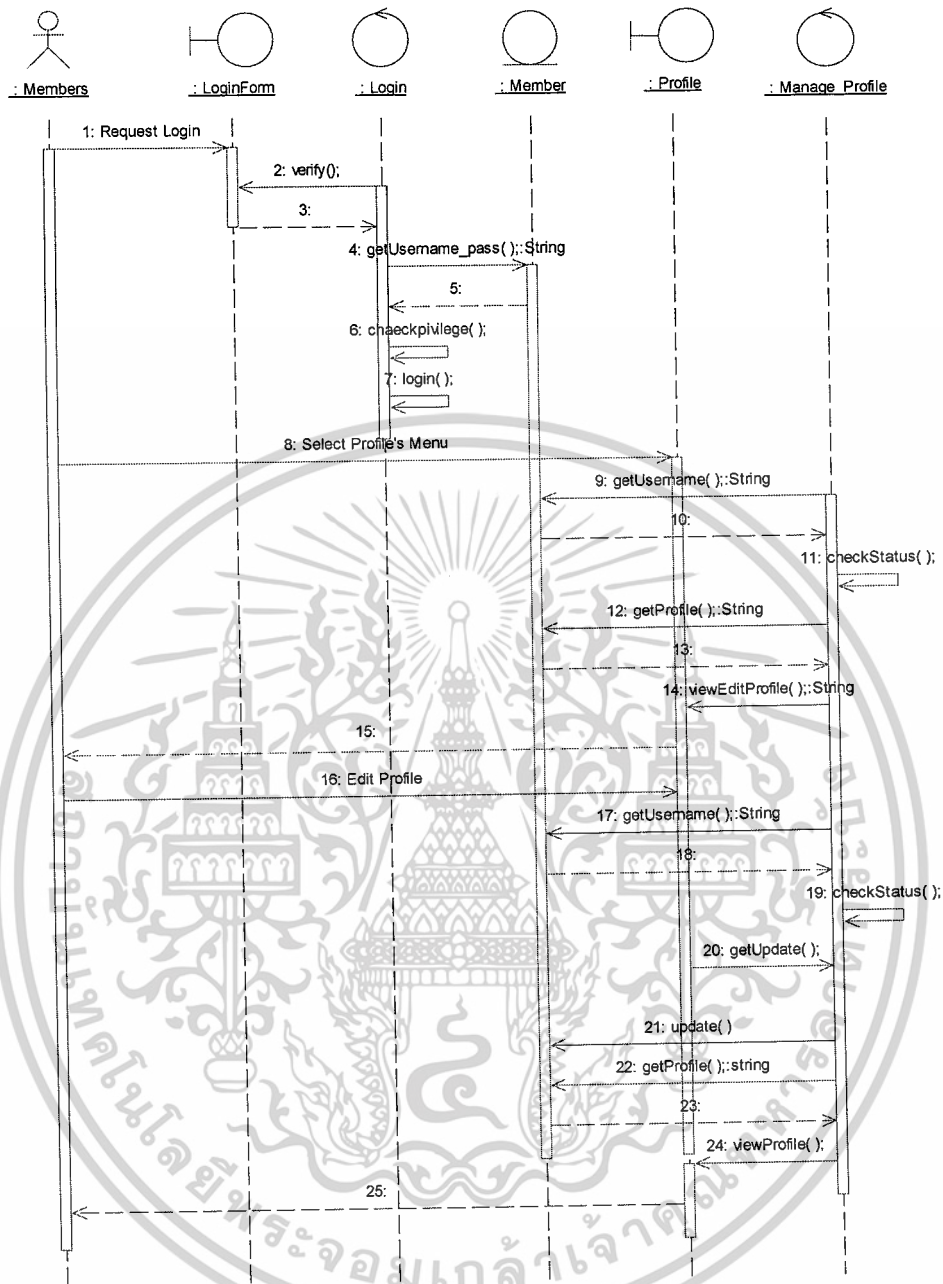 : Members
: LoginForm
: Login
: Member
: Profile
: Manage_Profile
1: Request Login
2: verify();
3:
4: getUsername_pass( );:String
5:
6: chaeckpivilege( );
7: login( );
8: Select Profile's Menu
9: getUsername( );:String
10:
11: checkStatus( );
12: getProfile( );:String
13:
14: viewEditProfile( );:String
15:
16: Edit Profile
17: getUsername( );:String
18:
19: checkStatus( );
20: getUpdate( );
21: update( )
22: getProfile( );:string
23:
24: viewProfile( );
25: